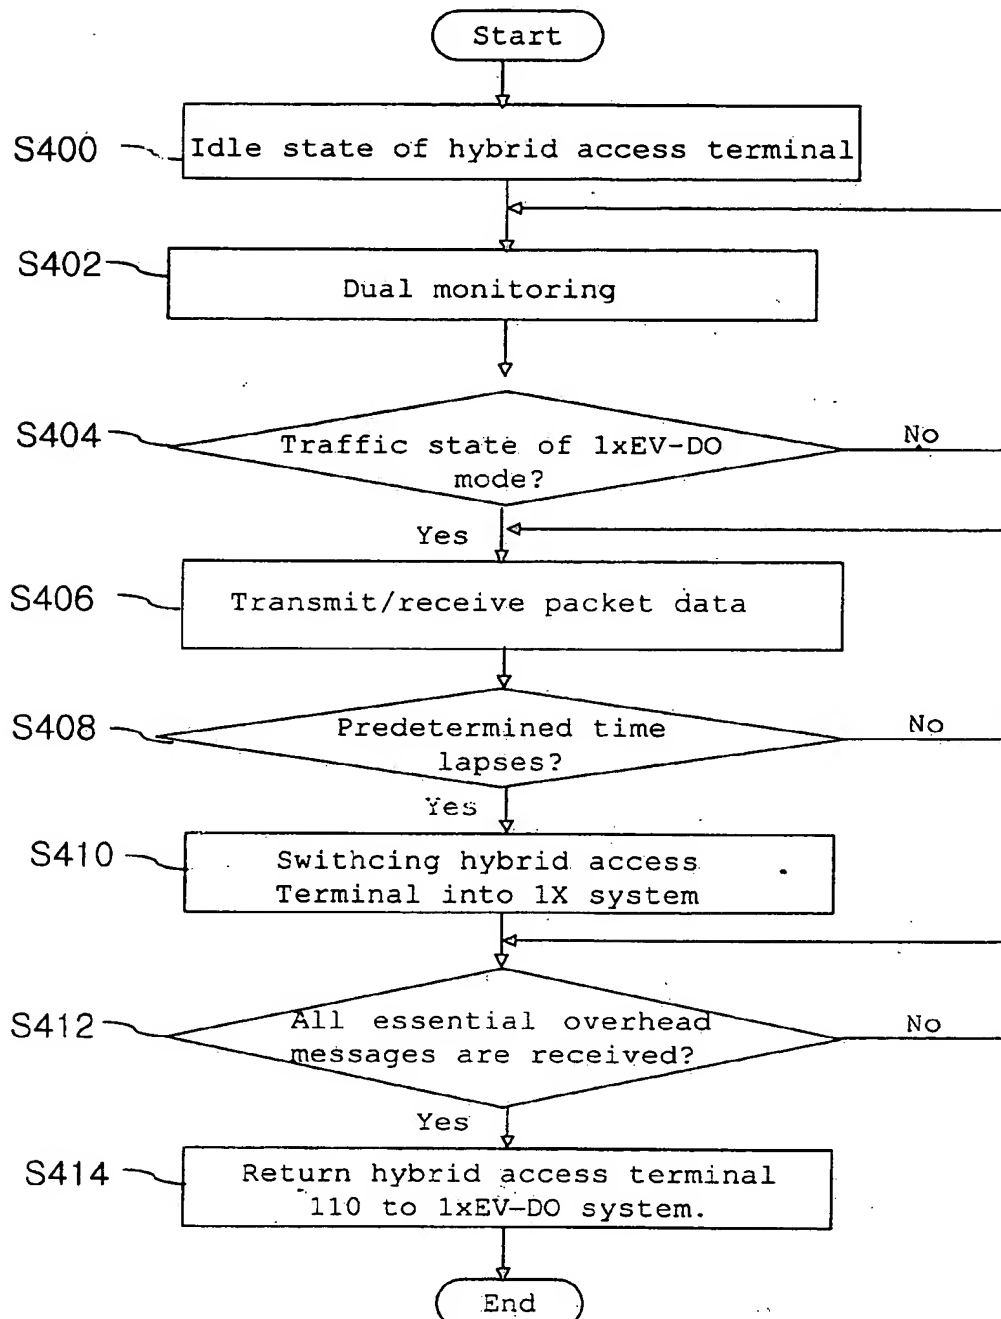 Start
S400
Idle state of hybrid access terminal
S402
Dual monitoring
S404
Traffic state of 1xEV-DO
mode?
No
Yes
S406
Transmit/receive packet data
S408
Predetermined time
lapses?
No
Yes
S410
Swithcing hybrid access
Terminal into 1X system
S412
All essential overhead
messages are received?
No
Yes
S414
Return hybrid access terminal
110 to 1xEV-DO system.
End